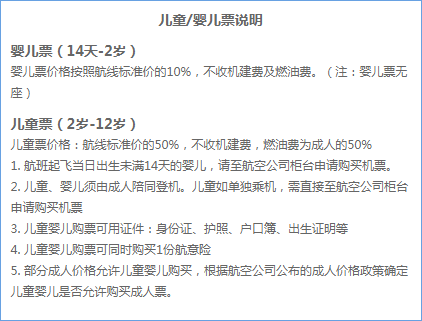 儿童/婴儿票说明
婴儿票（14天-2岁）
婴儿票价格按照航线标准价的10%，不收机建费及燃油费。（注：婴儿票无
座）
儿童票（2岁-12岁）
儿童票价格：航线标准价的50%，不收机建费，燃油费为成人的50%
1. 航班起飞当日出生未满14天的婴儿，请至航空公司柜台申请购买机票。
2. 儿童、婴儿须由成人陪同登机。儿童如单独乘机，需直接至航空公司柜台
申请购买机票
3. 儿童婴儿购票可用证件：身份证、护照、户口簿、出生证明等
4. 儿童婴儿购票可同时购买1份航意险
5. 部分成人价格允许儿童婴儿购买，根据航空公司公布的成人价格政策确定
儿童婴儿是否允许购买成人票。